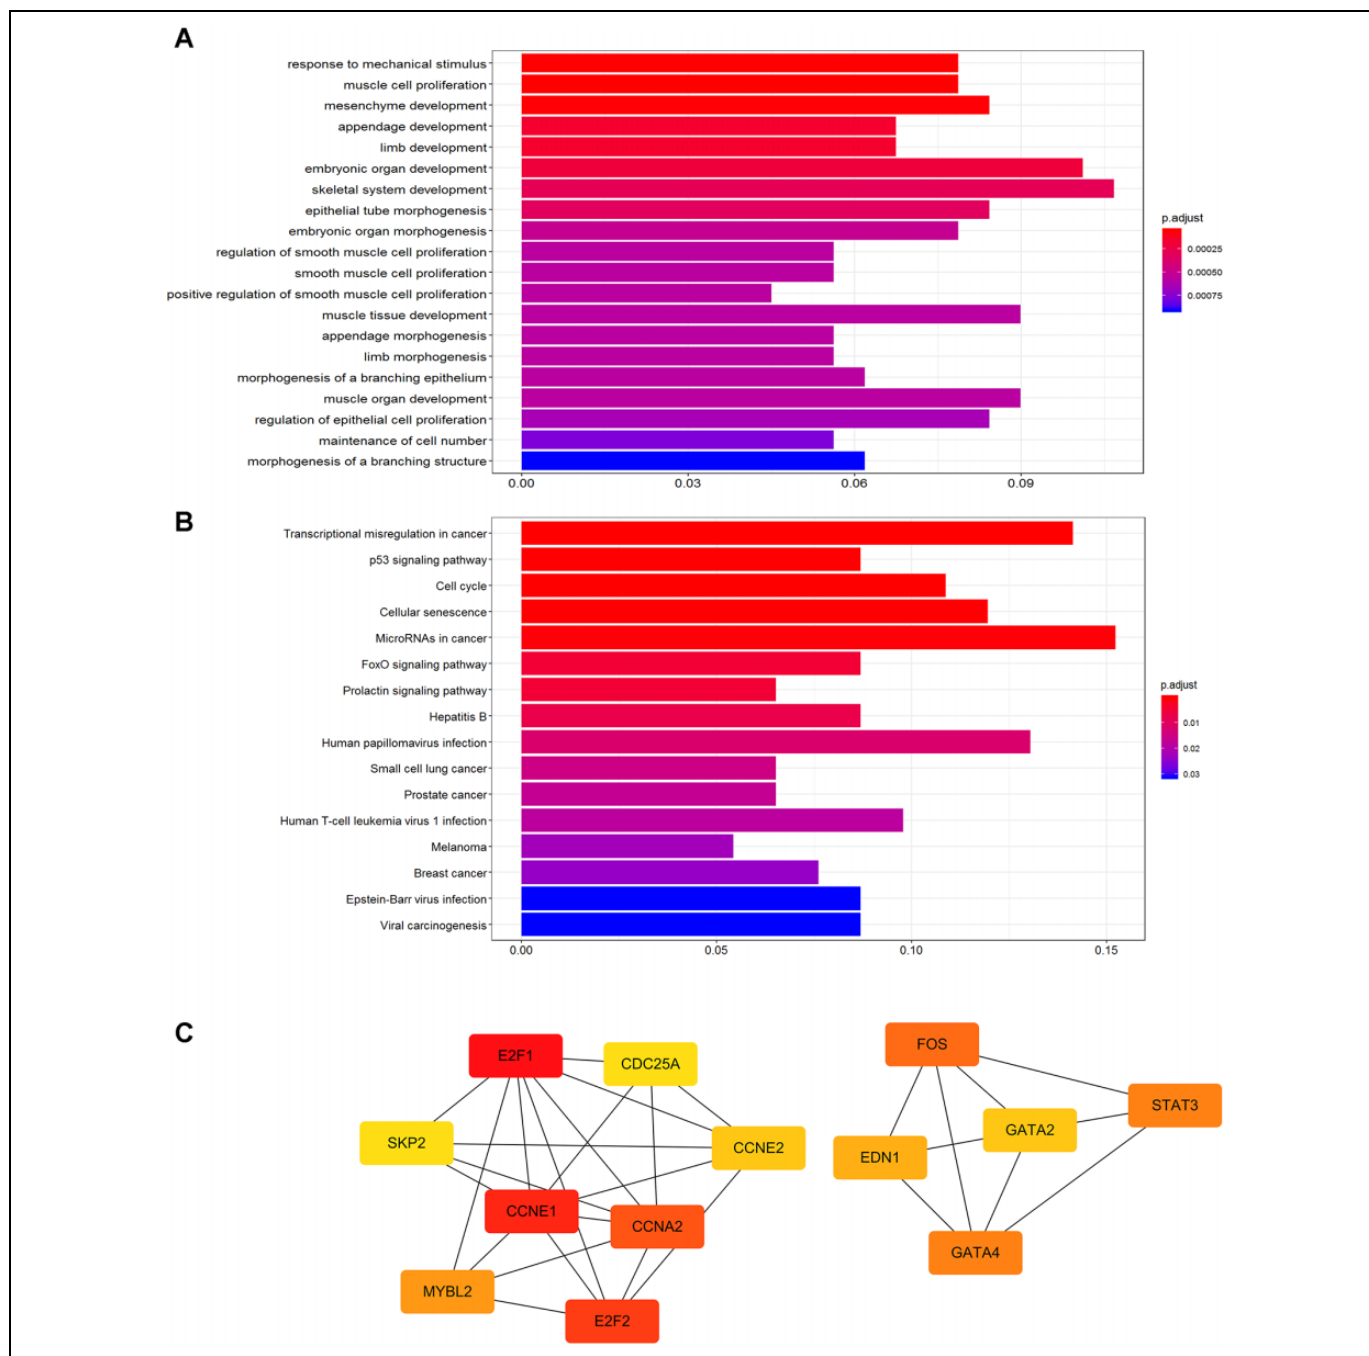 A
response to mechanical stimulus
muscle cell proliferation
mesenchyme development
appendage development
limb development
embryonic organ development
skeletal system development
epithelial tube morphogenesis
embryonic organ morphogenesis
regulation of smooth muscle cell proliferation
smooth muscle cell proliferation
positive regulation of smooth muscle cell proliferation
muscle tissue development
appendage morphogenesis
limb morphogenesis
morphogenesis of a branching epithelium
muscle organ development
regulation of epithelial cell proliferation
maintenance of cell number
morphogenesis of a branching structure
0.00 0.03 0.06 0.09
p.adjust
0.00025
0.00050
0.00075
B
Transcriptional misregulation in cancer
p53 signaling pathway
Cell cycle
Cellular senescence
MicroRNAs in cancer
FoxO signaling pathway
Prolactin signaling pathway
Hepatitis B
Human papillomavirus infection
Small cell lung cancer
Prostate cancer
Human T-cell leukemia virus 1 infection
Melanoma
Breast cancer
Epstein-Barr virus infection
Viral carcinogenesis
0.00 0.05 0.10 0.15
p.adjust
0.01
0.02
0.03
C
E2F1
CDC25A
SKP2
CCNE2
CCNE1
CCNA2
MYBL2
E2F2
FOS
STAT3
GATA2
EDN1
GATA4